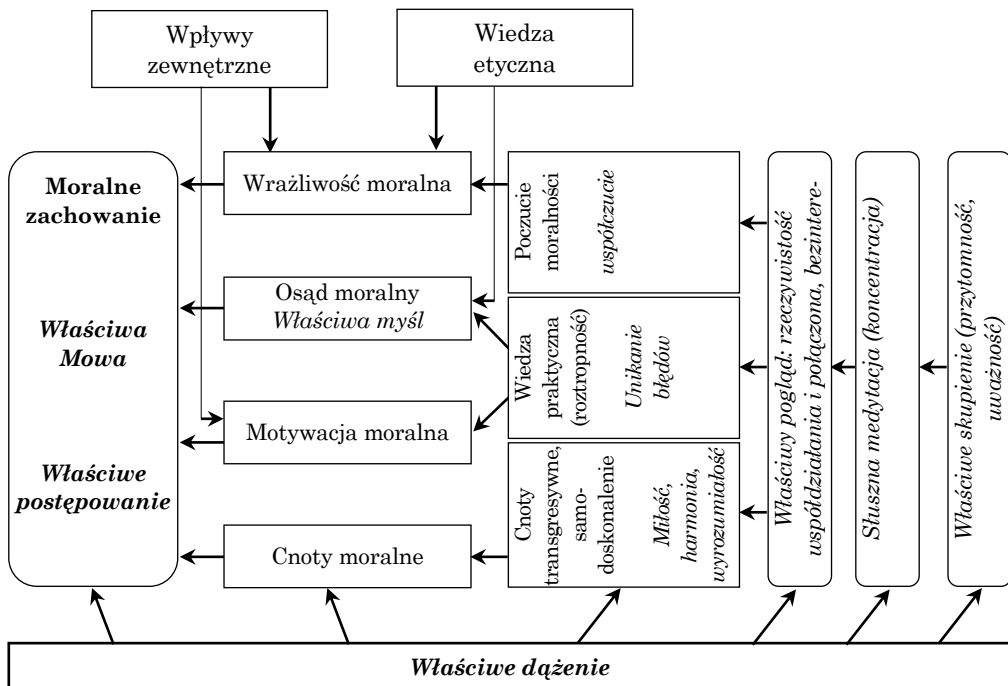 Wpływy
zewnętrzne
Wiedza
etyczna
Moralne
zachowanie
Właściwa
Mowa
Właściwe
postępowanie
Wrażliwość moralna
Osąd moralny
Właściwa myśl
Motywacja moralna
Cnoty moralne
Poczucie
moralności
współczucie
Wiedza
praktyczna
(roztropność)
Unikanie
błędów
Cnoty
transgresywne,
samo-
doskonalenie
Miłość,
harmonia,
wyrozumiałość
Właściwy pogląd: rzeczywistość
współdziałania i połączona, bezintere-
Słuszna medytacja (koncentracja)
Właściwe skupienie (przytomność,
uważność)
Właściwe dążenie